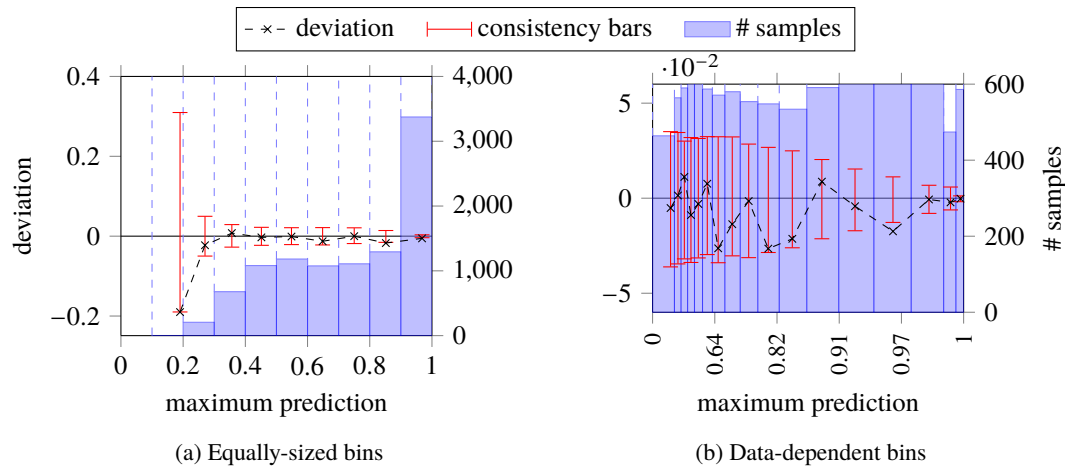 deviation consistency bars # samples
0.4
0.2
0
−0.2
4,000
3,000
2,000
1,000
0
0 0.2 0.4 0.6 0.8 1
deviation
maximum prediction
(a) Equally-sized bins
·10⁻²
5
0
−5
600
400
200
0
0 0.64 0.82 0.91 0.97 1
# samples
maximum prediction
(b) Data-dependent bins